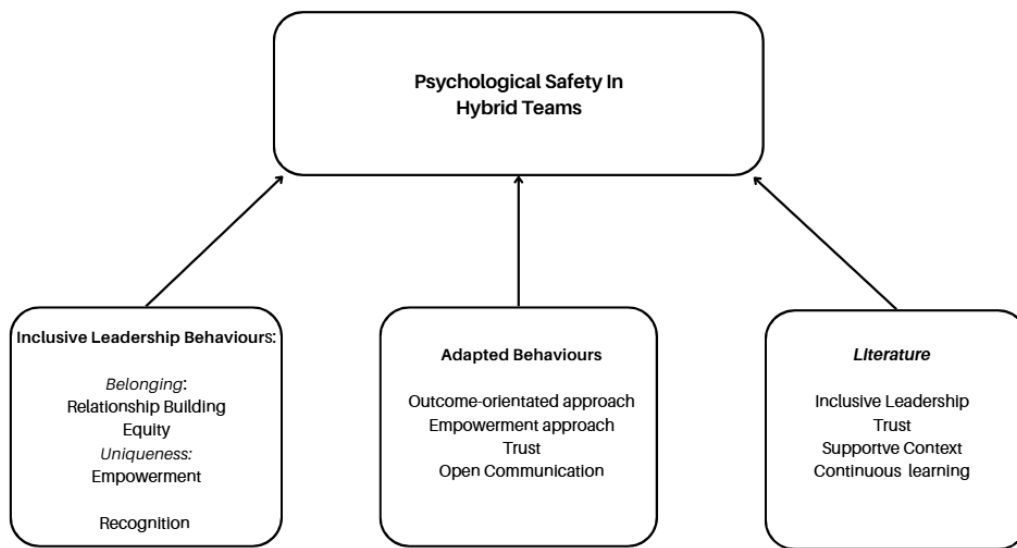 Psychological Safety In
Hybrid Teams
Inclusive Leadership Behaviours:
Belonging:
Relationship Building
Equity
Uniqueness:
Empowerment
Recognition
Adapted Behaviours
Outcome-orientated approach
Empowerment approach
Trust
Open Communication
Literature
Inclusive Leadership
Trust
Supportve Context
Continuous learning